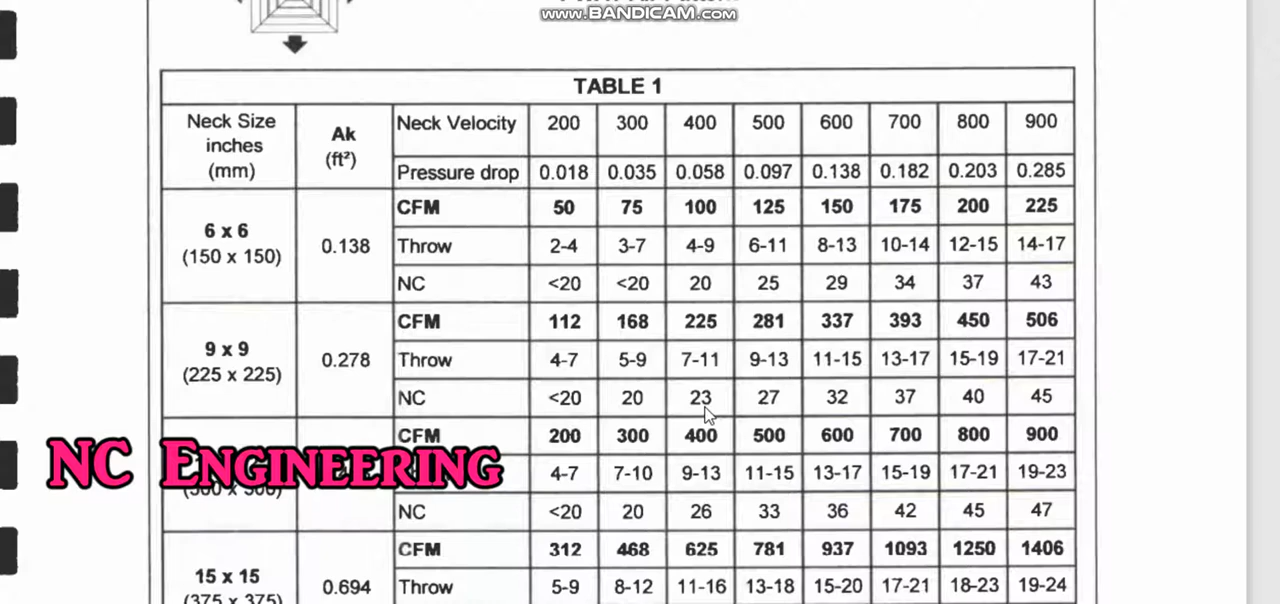 WWW.BANDICAM.COM
TABLE 1
Neck Size inches (mm) Ak (ft²) Neck Velocity 200 300 400 500 600 700 800 900
Pressure drop 0.018 0.035 0.058 0.097 0.138 0.182 0.203 0.285
6 x 6 (150 x 150) 0.138 CFM 50 75 100 125 150 175 200 225
Throw 2-4 3-7 4-9 6-11 8-13 10-14 12-15 14-17
NC <20 <20 20 25 29 34 37 43
9 x 9 (225 x 225) 0.278 CFM 112 168 225 281 337 393 450 506
Throw 4-7 5-9 7-11 9-13 11-15 13-17 15-19 17-21
NC <20 20 23 27 32 37 40 45
CFM 200 300 400 500 600 700 800 900
NC ENGINEERING
4-7 7-10 9-13 11-15 13-17 15-19 17-21 19-23
NC <20 20 26 33 36 42 45 47
15 x 15 (375 x 375) 0.694 CFM 312 468 625 781 937 1093 1250 1406
Throw 5-9 8-12 11-16 13-18 15-20 17-21 18-23 19-24